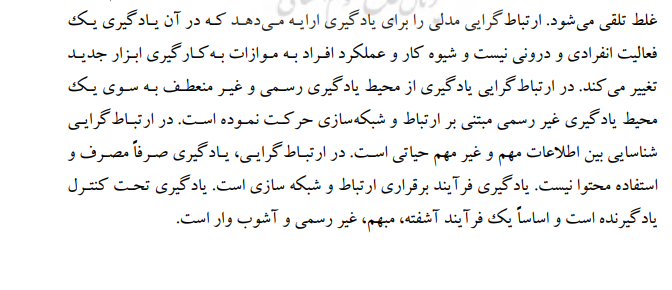 غلط تلقی می‌شود. ارتباط‌گرایی مدلی را برای یادگیری ارایه می‌دهد که در آن یادگیری یک
فعالیت انفرادی و درونی نیست و شیوه کار و عملکرد افراد به موازات به‌کارگیری ابزار جدید
تغییر می‌کند. در ارتباط‌گرایی یادگیری از محیط یادگیری رسمی و غیر منعطف به سوی یک
محیط یادگیری غیر رسمی مبتنی بر ارتباط و شبکه‌سازی حرکت نموده است. در ارتباط‌گرایی
شناسایی بین اطلاعات مهم و غیر مهم حیاتی است. در ارتباط‌گرایی، یادگیری صرفاً مصرف و
استفاده محتوا نیست. یادگیری فرآیند برقراری ارتباط و شبکه سازی است. یادگیری تحت کنترل
یادگیرنده است و اساساً یک فرآیند آشفته، مبهم، غیر رسمی و آشوب وار است.